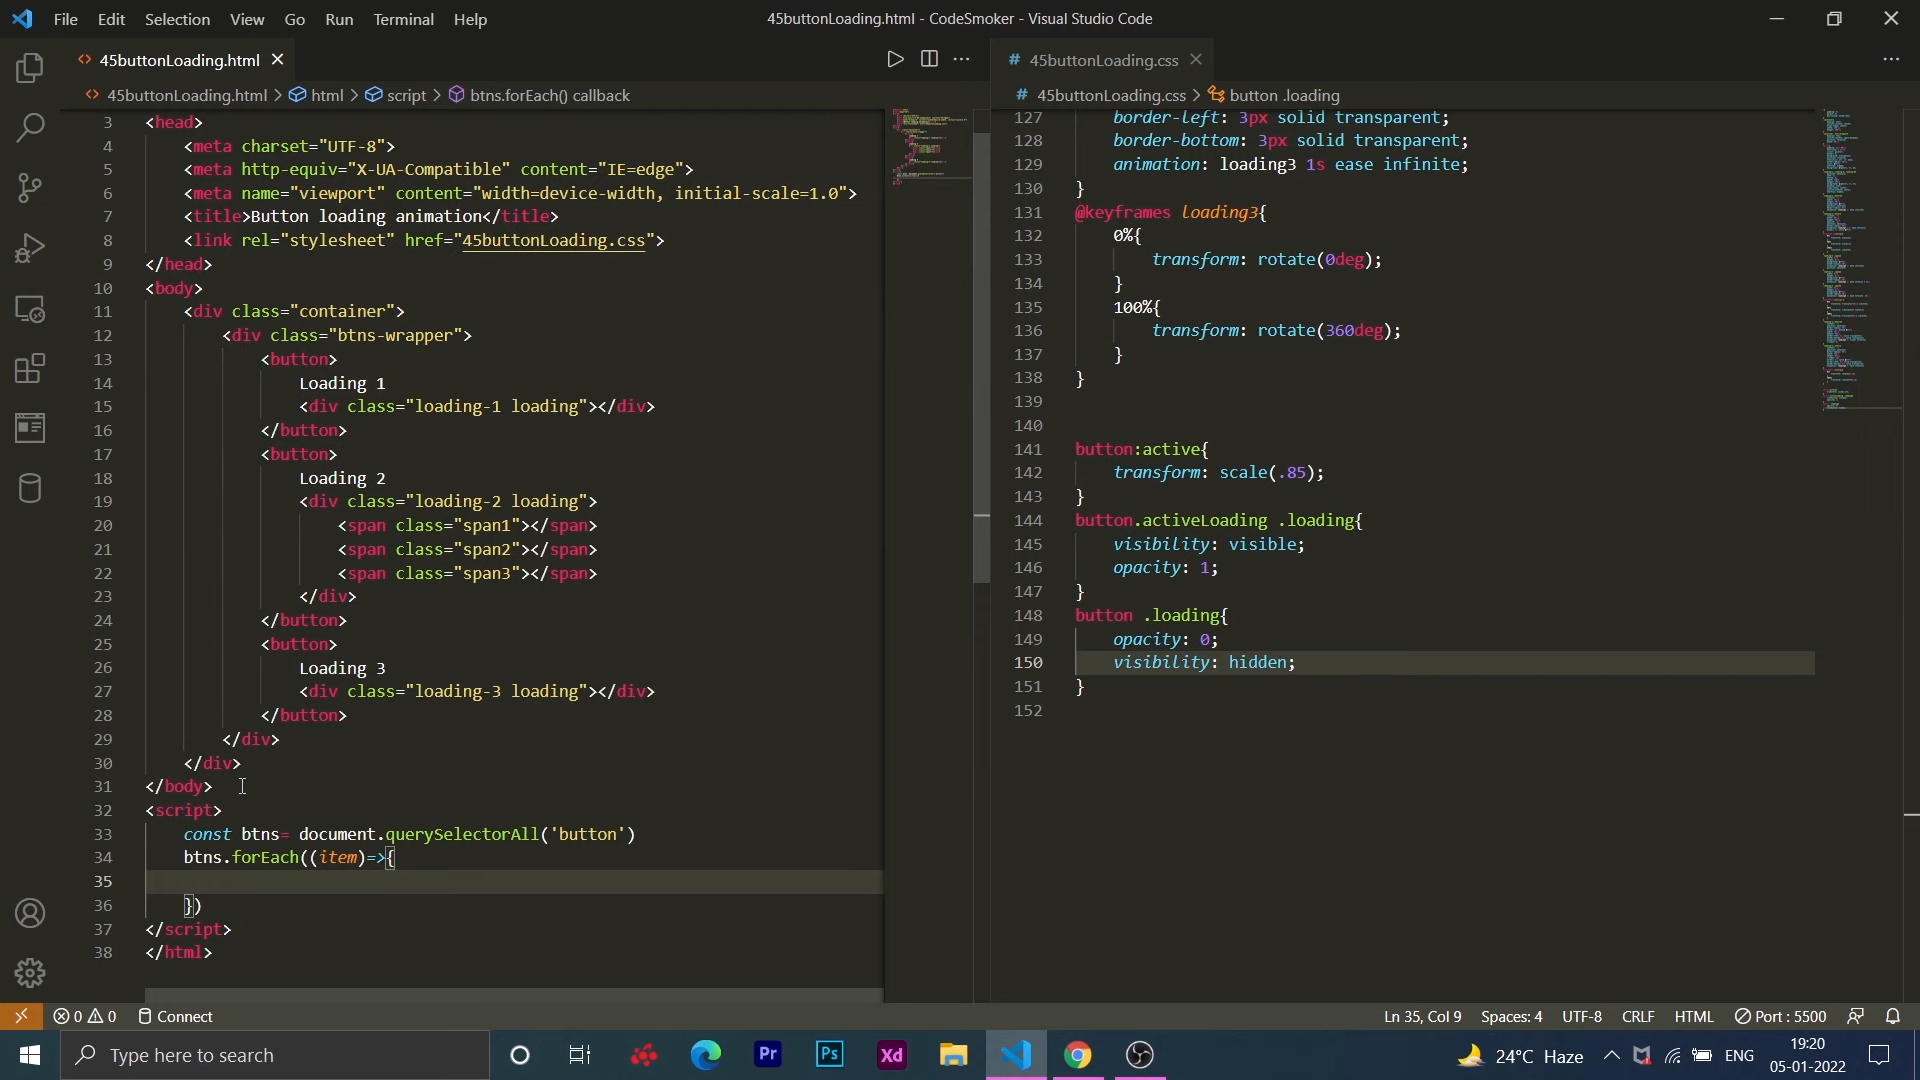 File Edit Selection View Go Run Terminal Help
45buttonLoading.html - CodeSmoker - Visual Studio Code
45buttonLoading.html
45buttonLoading.html > html > script > btns.forEach() callback
3 <head>
4 <meta charset="UTF-8">
5 <meta http-equiv="X-UA-Compatible" content="IE=edge">
6 <meta name="viewport" content="width=device-width, initial-scale=1.0">
7 <title>Button loading animation</title>
8 <link rel="stylesheet" href="45buttonLoading.css">
9 </head>
10 <body>
11 <div class="container">
12 <div class="btns-wrapper">
13 <button>
14 Loading 1
15 <div class="loading-1 loading"></div>
16 </button>
17 <button>
18 Loading 2
19 <div class="loading-2 loading">
20 <span class="span1"></span>
21 <span class="span2"></span>
22 <span class="span3"></span>
23 </div>
24 </button>
25 <button>
26 Loading 3
27 <div class="loading-3 loading"></div>
28 </button>
29 </div>
30 </div>
31 </body>
32 <script>
33 const btns= document.querySelectorAll('button')
34 btns.forEach((item)=>{
35
36 })
37 </script>
38 </html>
45buttonLoading.css
45buttonLoading.css > button .loading
127 border-left: 3px solid transparent;
128 border-bottom: 3px solid transparent;
129 animation: loading3 1s ease infinite;
130 }
131 @keyframes loading3{
132 0%{
133 transform: rotate(0deg);
134 }
135 100%{
136 transform: rotate(360deg);
137 }
138 }
139
140
141 button:active{
142 transform: scale(.85);
143 }
144 button.activeLoading .loading{
145 visibility: visible;
146 opacity: 1;
147 }
148 button .loading{
149 opacity: 0;
150 visibility: hidden;
151 }
152
0 0 Connect
Ln 35, Col 9 Spaces: 4 UTF-8 CRLF HTML Port : 5500
Type here to search
Pr Ps Xd
24°C Haze ENG
19:20
05-01-2022